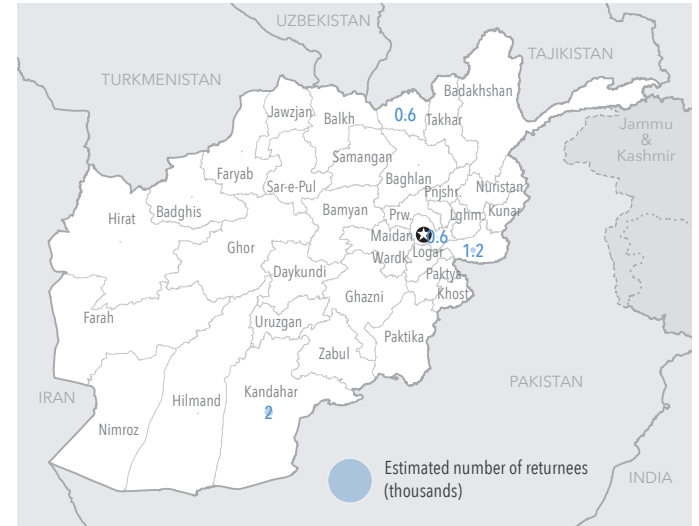 UZBEKISTAN
TAJIKISTAN
TURKMENISTAN
Badakhshan
Jawzjan
Balkh
0.6
Takhar
Jammu
&
Kashmir
Samangan
Faryab
Baghlan
Sar-e-Pul
Pnjshr.
Nuristan
Hirat
Badghis
Bamyan
Prw.
Lghm.
Kunar
Maidan
0.6
Ghor
Wardk.
Logar
1.2
Daykundi
Paktya
Ghazni
Khost
Farah
Uruzgan
Paktika
Zabul
IRAN
Hilmand
Kandahar
PAKISTAN
2
Nimroz
Estimated number of returnees
(thousands)
INDIA